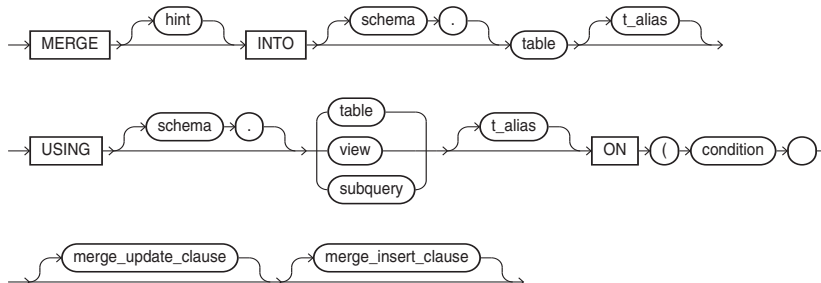 MERGE hint INTO schema . table t_alias
USING schema . table view subquery t_alias ON ( condition
merge_update_clause merge_insert_clause